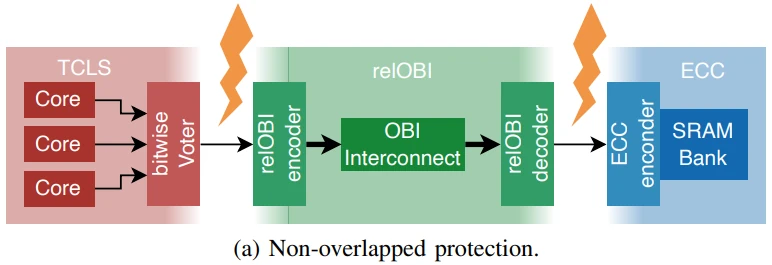 TCLS
relOBI
ECC
Core
Core
Core
bitwise
Voter
relOBI
encoder
OBI
Interconnect
relOBI
decoder
ECC
enconder
SRAM
Bank
(a) Non-overlapped protection.